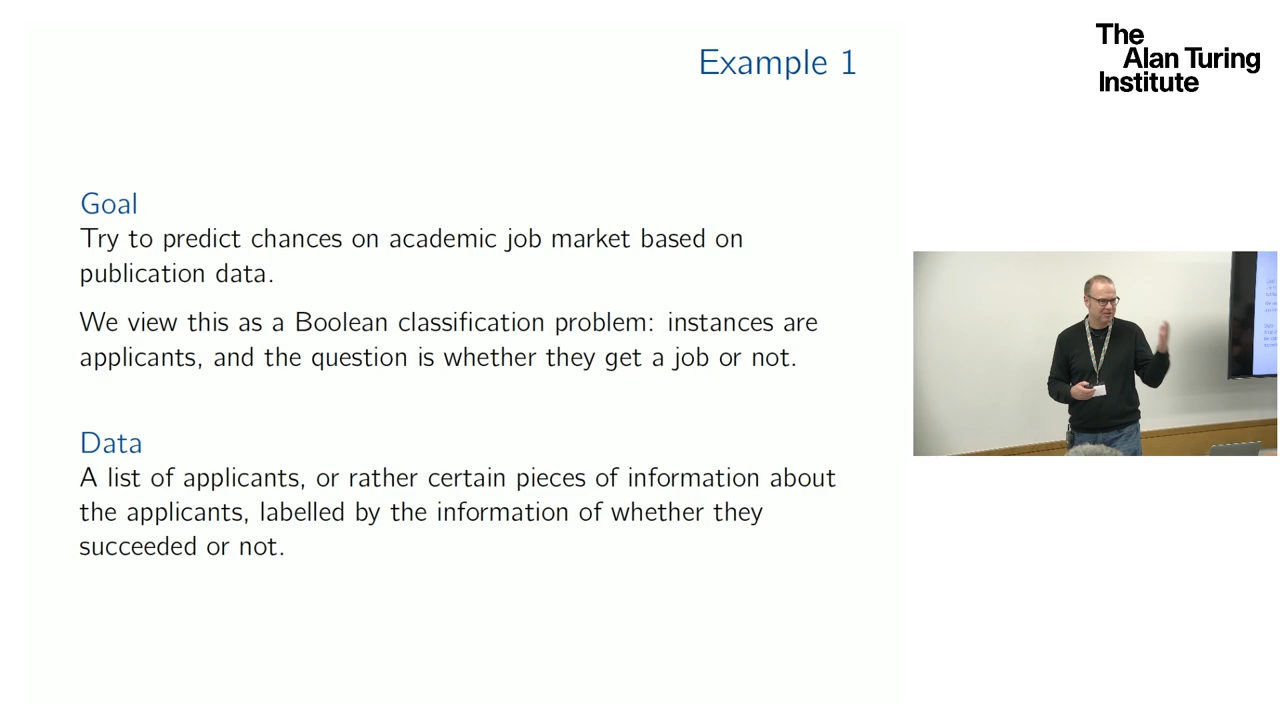 Example 1
The
Alan Turing
Institute
Goal
Try to predict chances on academic job market based on
publication data.
We view this as a Boolean classification problem: instances are
applicants, and the question is whether they get a job or not.
Data
A list of applicants, or rather certain pieces of information about
the applicants, labelled by the information of whether they
succeeded or not.